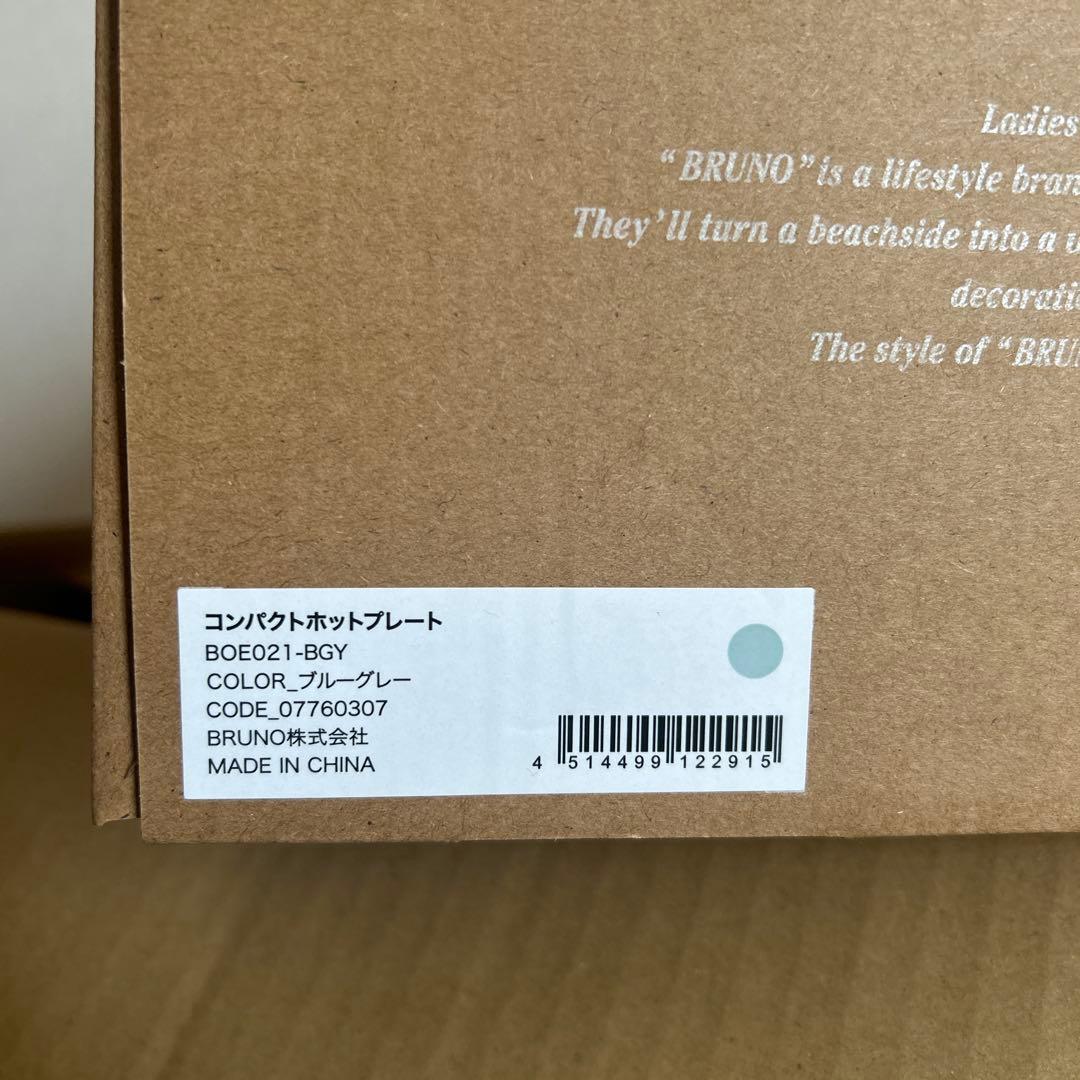 Ladies
“BRUNO” is a lifestyle bran
They’ll turn a beachside into a
decorati
The style of “BRU
コンパクトホットプレート
BOE021-BGY
COLOR_ブルーグレー
CODE_07760307
BRUNO株式会社
MADE IN CHINA
4 514499 122915